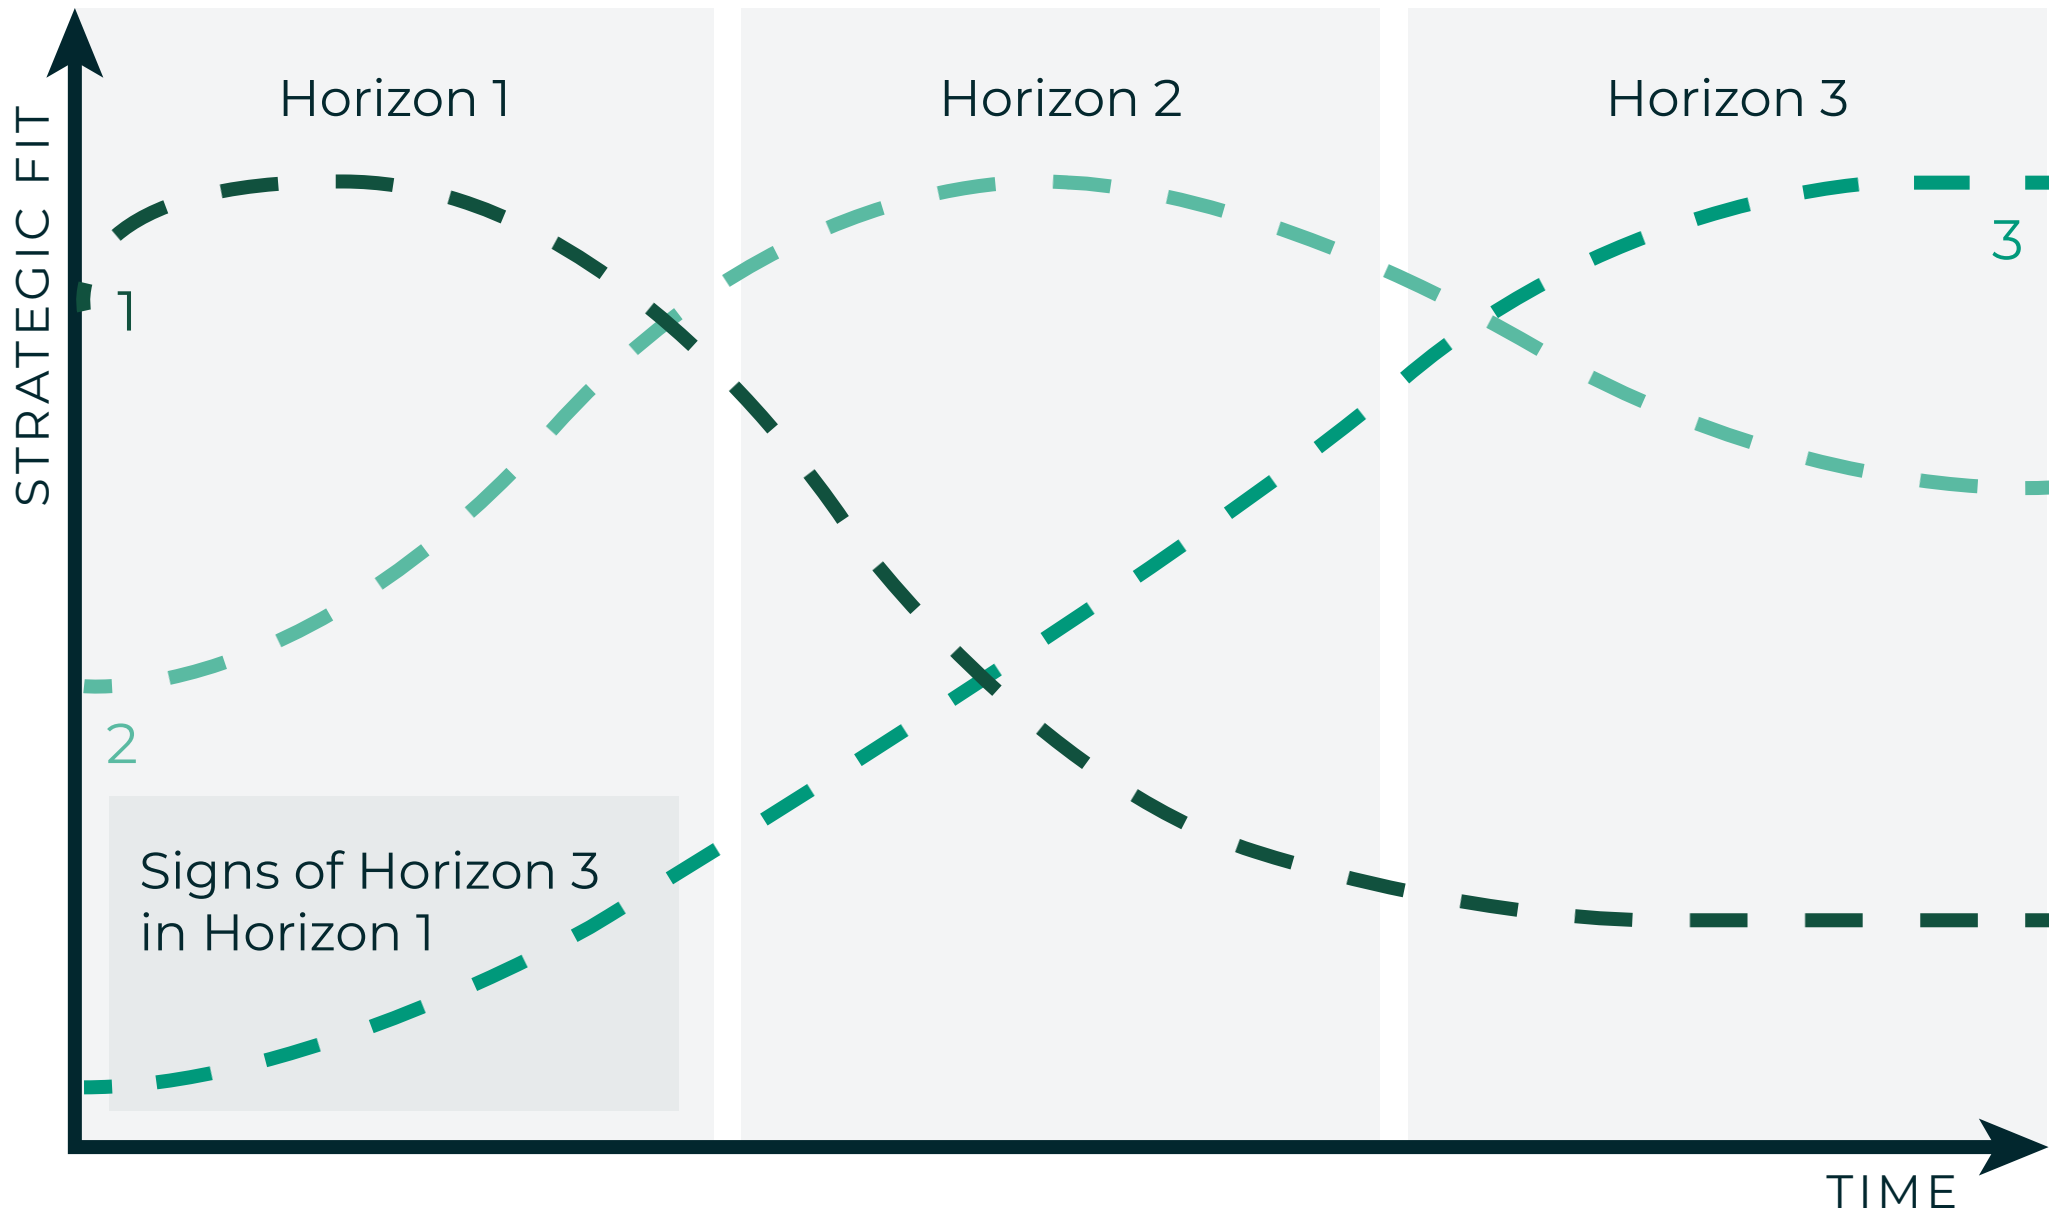 STRATEGIC FIT
Horizon 1
Horizon 2
Horizon 3
1
2
3
Signs of Horizon 3
in Horizon 1
TIME